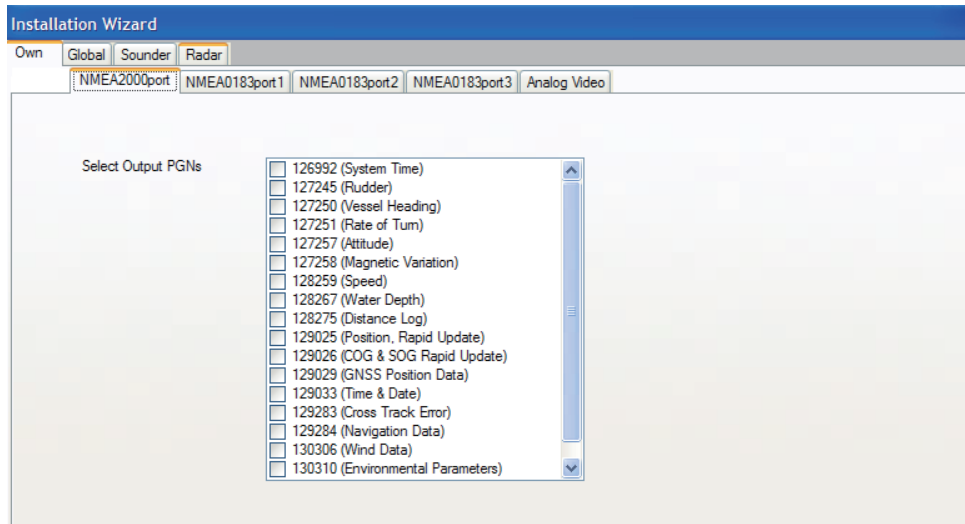 Installation Wizard
Own Global Sounder Radar
NMEA2000port NMEA0183port1 NMEA0183port2 NMEA0183port3 Analog Video
Select Output PGNs
126992 (System Time)
127245 (Rudder)
127250 (Vessel Heading)
127251 (Rate of Turn)
127257 (Attitude)
127258 (Magnetic Variation)
128259 (Speed)
128267 (Water Depth)
128275 (Distance Log)
129025 (Position, Rapid Update)
129026 (COG & SOG Rapid Update)
129029 (GNSS Position Data)
129033 (Time & Date)
129283 (Cross Track Error)
129284 (Navigation Data)
130306 (Wind Data)
130310 (Environmental Parameters)